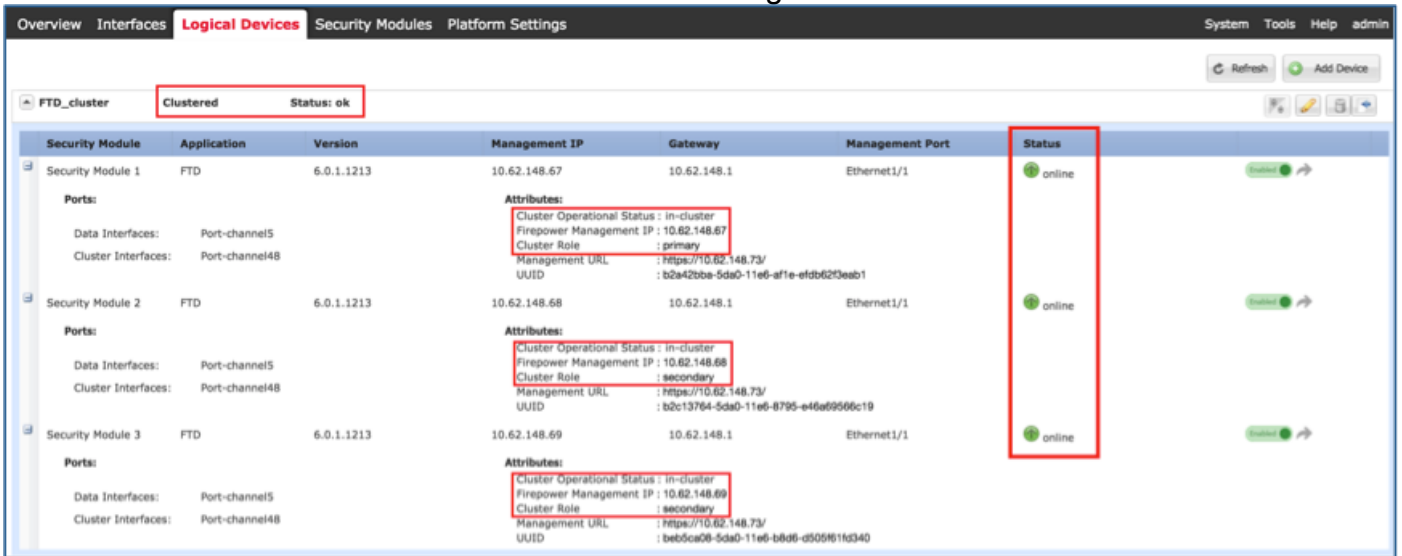 Overview Interfaces Logical Devices Security Modules Platform Settings System Tools Help admin
Refresh Add Device
FTD_cluster Clustered Status: ok
Security Module Application Version Management IP Gateway Management Port Status
Security Module 1 FTD 6.0.1.1213 10.62.148.67 10.62.148.1 Ethernet1/1 online Enabled
Ports: Attributes:
Cluster Operational Status : in-cluster
Data Interfaces: Port-channel5 Firepower Management IP : 10.62.148.67
Cluster Role : primary
Cluster Interfaces: Port-channel48 Management URL : https://10.62.148.73/
UUID : b2a42bba-5da0-11e6-af1e-efdb62f3eab1
Security Module 2 FTD 6.0.1.1213 10.62.148.68 10.62.148.1 Ethernet1/1 online Enabled
Ports: Attributes:
Cluster Operational Status : in-cluster
Data Interfaces: Port-channel5 Firepower Management IP : 10.62.148.68
Cluster Role : secondary
Cluster Interfaces: Port-channel48 Management URL : https://10.62.148.73/
UUID : b2c13764-5da0-11e6-8795-e46a69566c19
Security Module 3 FTD 6.0.1.1213 10.62.148.69 10.62.148.1 Ethernet1/1 online Enabled
Ports: Attributes:
Cluster Operational Status : in-cluster
Data Interfaces: Port-channel5 Firepower Management IP : 10.62.148.69
Cluster Role : secondary
Cluster Interfaces: Port-channel48 Management URL : https://10.62.148.73/
UUID : beb5ca08-5da0-11e6-b8d6-d505f61fd340